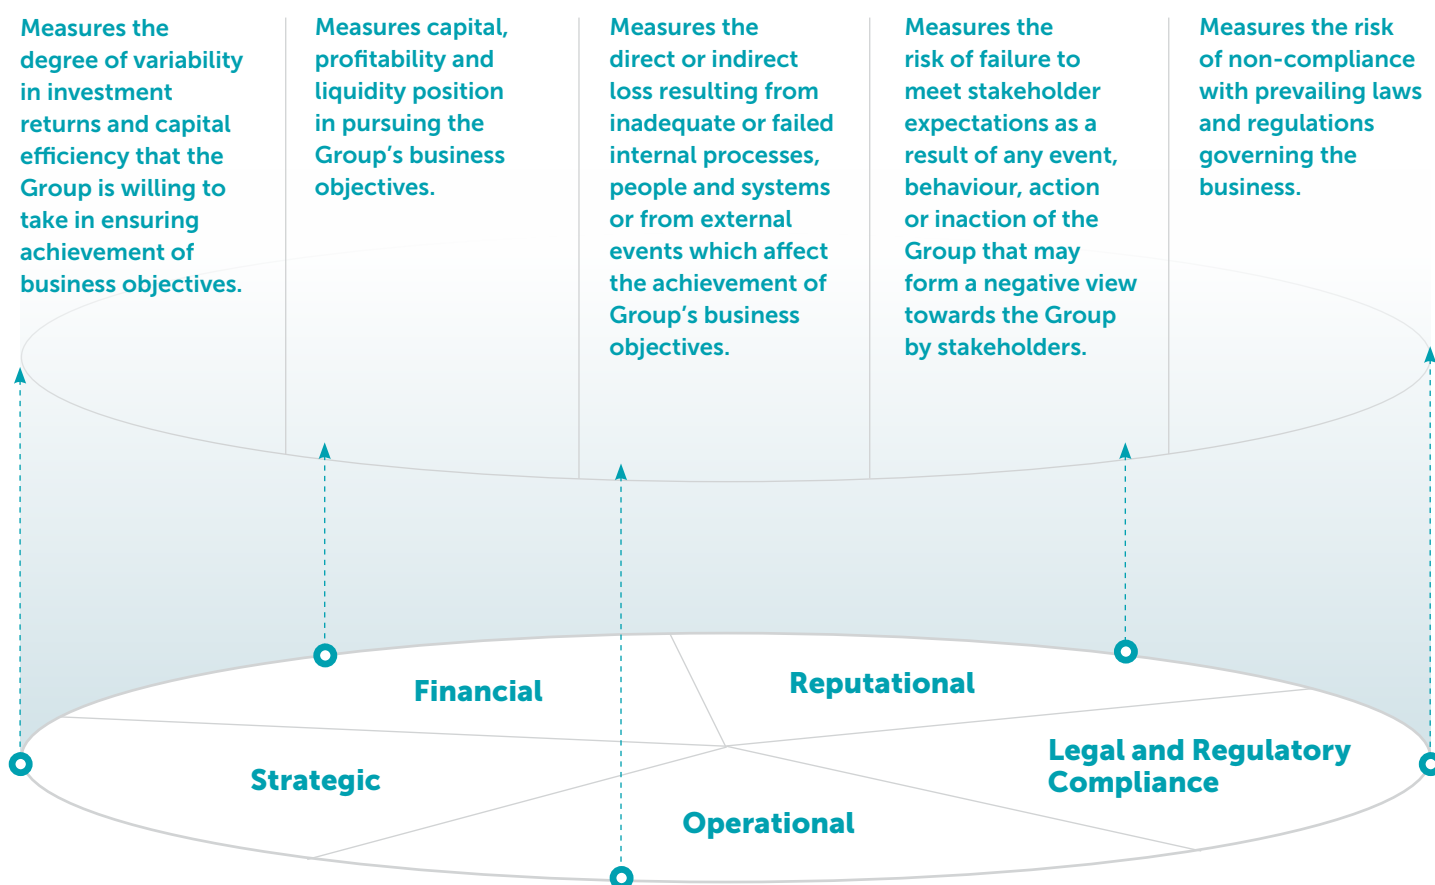 Measures the
degree of variability
in investment
returns and capital
efficiency that the
Group is willing to
take in ensuring
achievement of
business objectives.
Measures capital,
profitability and
liquidity position
in pursuing the
Group’s business
objectives.
Measures the
direct or indirect
loss resulting from
inadequate or failed
internal processes,
people and systems
or from external
events which affect
the achievement of
Group’s business
objectives.
Measures the
risk of failure to
meet stakeholder
expectations as a
result of any event,
behaviour, action
or inaction of the
Group that may
form a negative view
towards the Group
by stakeholders.
Measures the risk
of non-compliance
with prevailing laws
and regulations
governing the
business.
Financial
Reputational
Strategic
Legal and Regulatory
Compliance
Operational